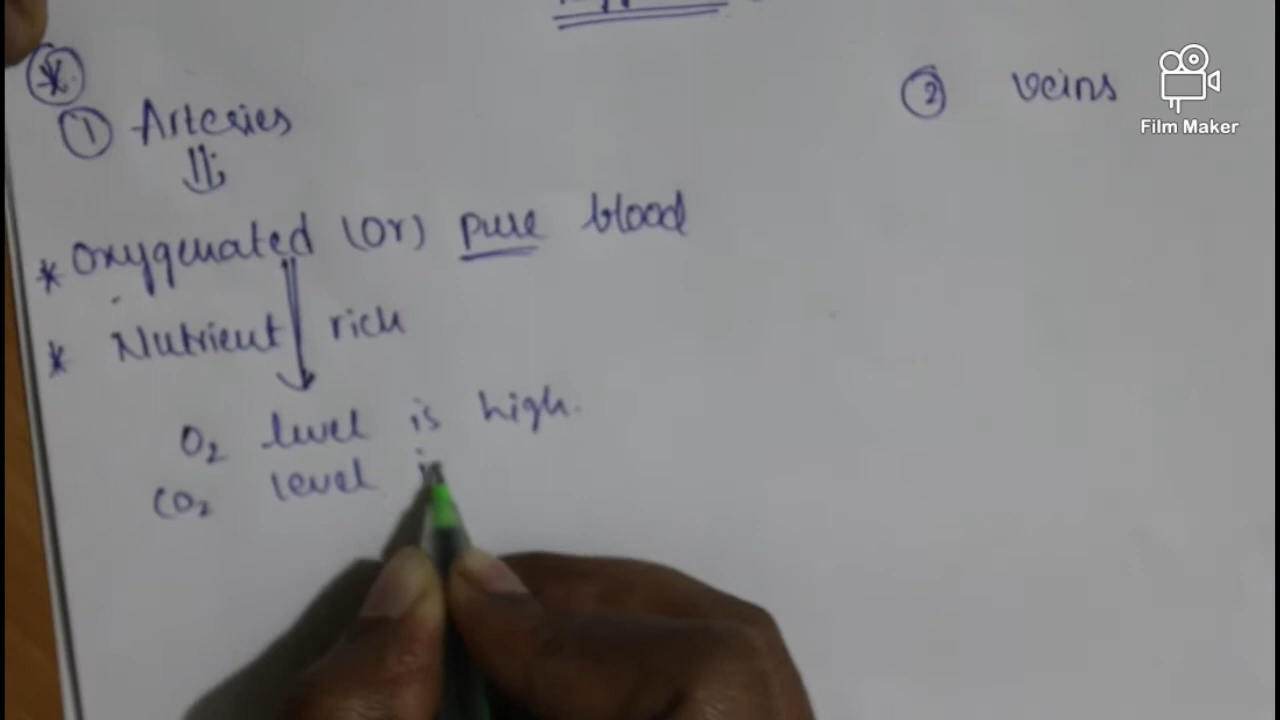 ① Arteries
② veins
* Oxygenated (Or) pure blood
* Nutrient rich
O₂ level is high.
CO₂ level i
Film Maker